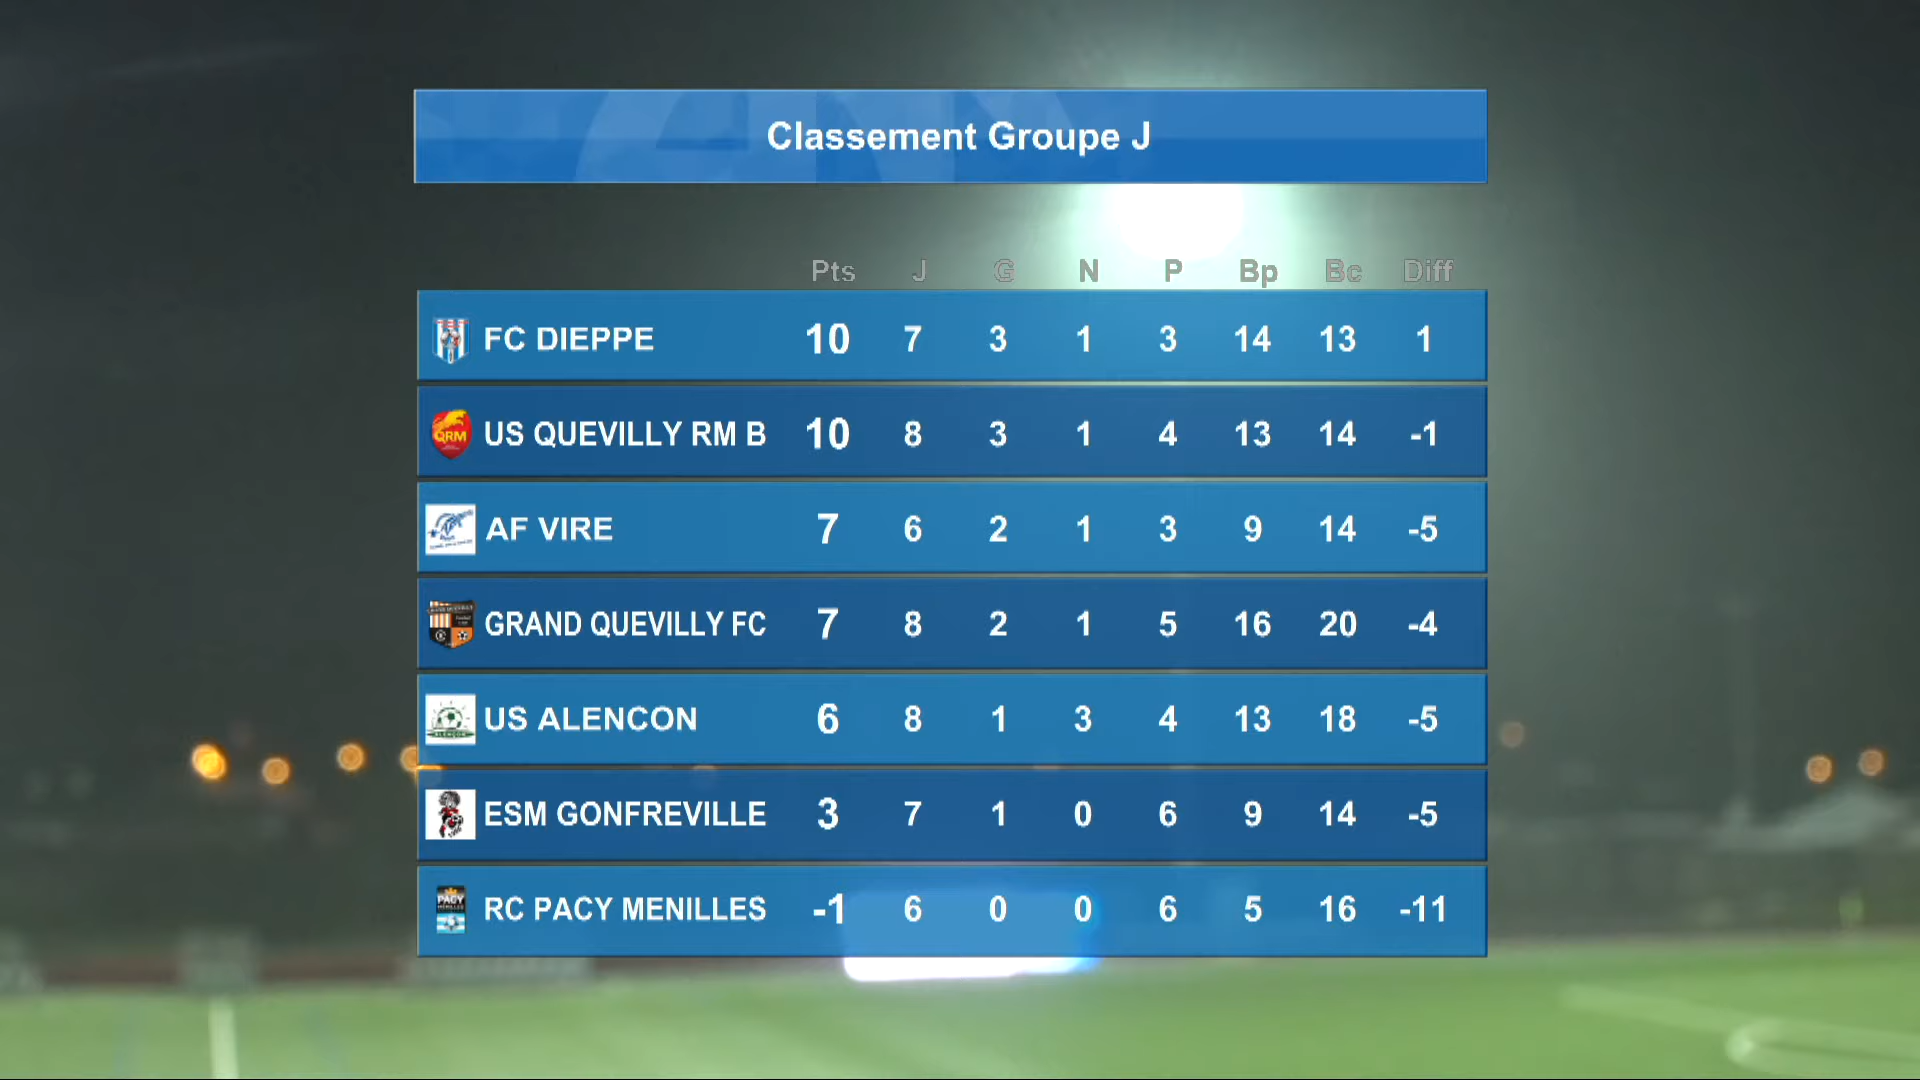 Classement Groupe J
Pts J G N P Bp Bc Diff
FC DIEPPE 10 7 3 1 3 14 13 1
QRM US QUEVILLY RM B 10 8 3 1 4 13 14 -1
AF VIRE 7 6 2 1 3 9 14 -5
GRAND QUEVILLY FC 7 8 2 1 5 16 20 -4
US ALENCON 6 8 1 3 4 13 18 -5
ESM GONFREVILLE 3 7 1 0 6 9 14 -5
PACY RC PACY MENILLES -1 6 0 0 6 5 16 -11